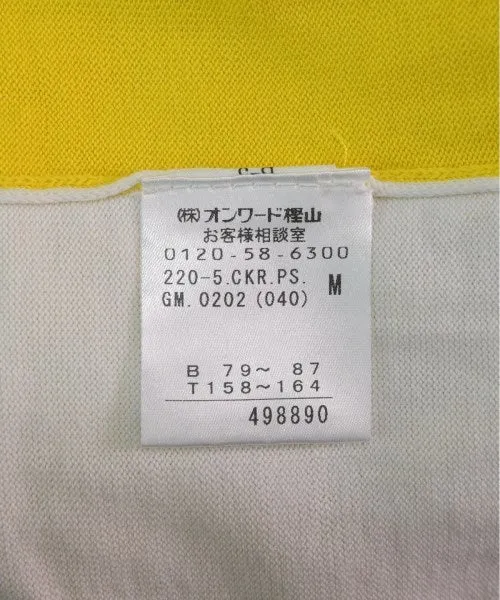 (株)オンワード樫山
お客様相談室
0120-58-6300
220-5.CKR.PS.
GM.0202(040) M
B 79～ 87
T158～164
498890